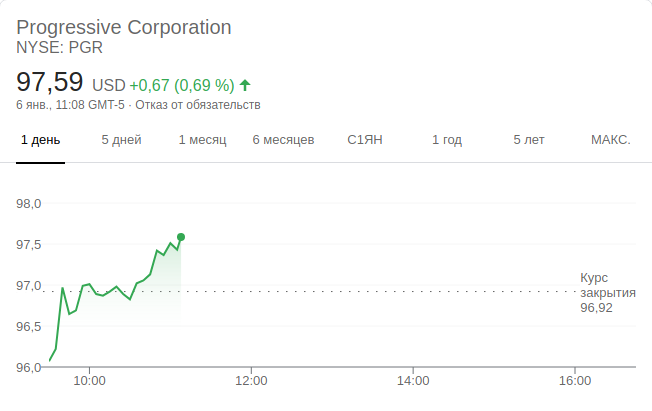 Progressive Corporation
NYSE: PGR
97,59 USD +0,67 (0,69 %)
6 янв., 11:08 GMT-5 · Отказ от обязательств
1 день 5 дней 1 месяц 6 месяцев С1ЯН 1 год 5 лет МАКС.
98,0
97,5
97,0
96,5
96,0
Курс
закрытия
96,92
10:00 12:00 14:00 16:00